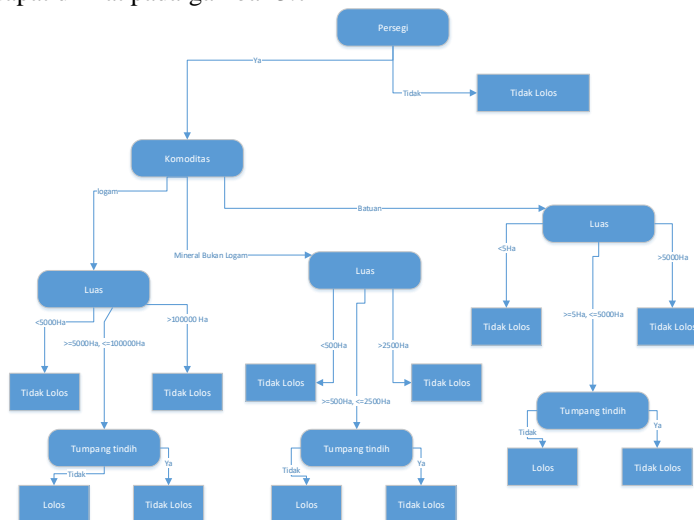 Persegi
Ya
Tidak
Tidak Lolos
Komoditas
logam
Batuan
Mineral Bukan Logam
Luas
<5Ha
>5000Ha
Luas
Luas
>=5Ha, <=5000Ha
Tidak Lolos
Tidak Lolos
<5000Ha
>100000 Ha
>=5000Ha, <=100000Ha
<500Ha
>2500Ha
Tidak Lolos
Tidak Lolos
Tidak Lolos
Tidak Lolos
>=500Ha, <=2500Ha
Tumpang tindih
Tidak
Ya
Tumpang tindih
Tumpang tindih
Lolos
Tidak Lolos
Tidak
Ya
Tidak
Ya
Lolos
Tidak Lolos
Lolos
Tidak Lolos